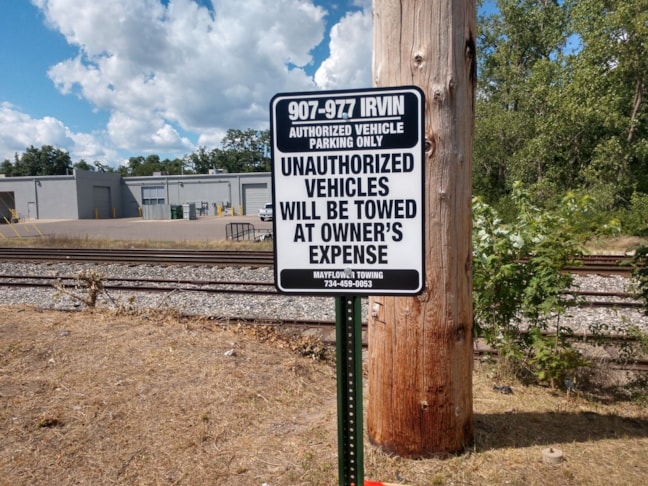 907-977 IRVIN
AUTHORIZED VEHICLE
PARKING ONLY
UNAUTHORIZED
VEHICLES
WILL BE TOWED
AT OWNER'S
EXPENSE
MAYFLOWER TOWING
734-459-0053